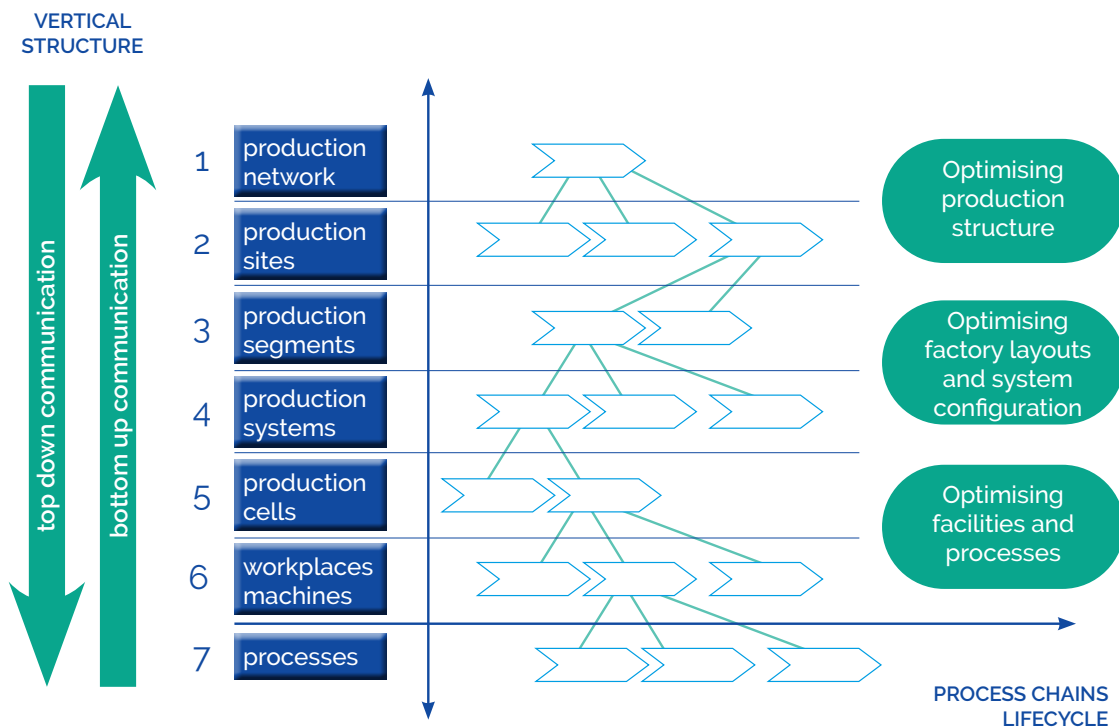 VERTICAL
STRUCTURE
top down communication
bottom up communication
1
production
network
2
production
sites
3
production
segments
4
production
systems
5
production
cells
6
workplaces
machines
7
processes
Optimising
production
structure
Optimising
factory layouts
and system
configuration
Optimising
facilities and
processes
PROCESS CHAINS
LIFECYCLE